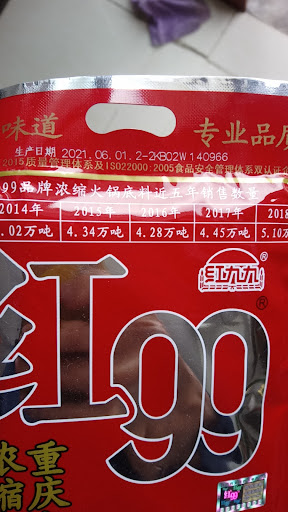 味道 专业品质
生产日期 2021.06.01.2-2KB02W140966
2015质量管理体系及ISO22000:2005食品安全管理体系双认证
99品牌浓缩火锅底料近五年销售数量
2014年 2015年 2016年 2017年 2018
.02万吨 4.34万吨 4.28万吨 4.45万吨 5.10万
红九九®
红99®
浓重
缩庆
红99